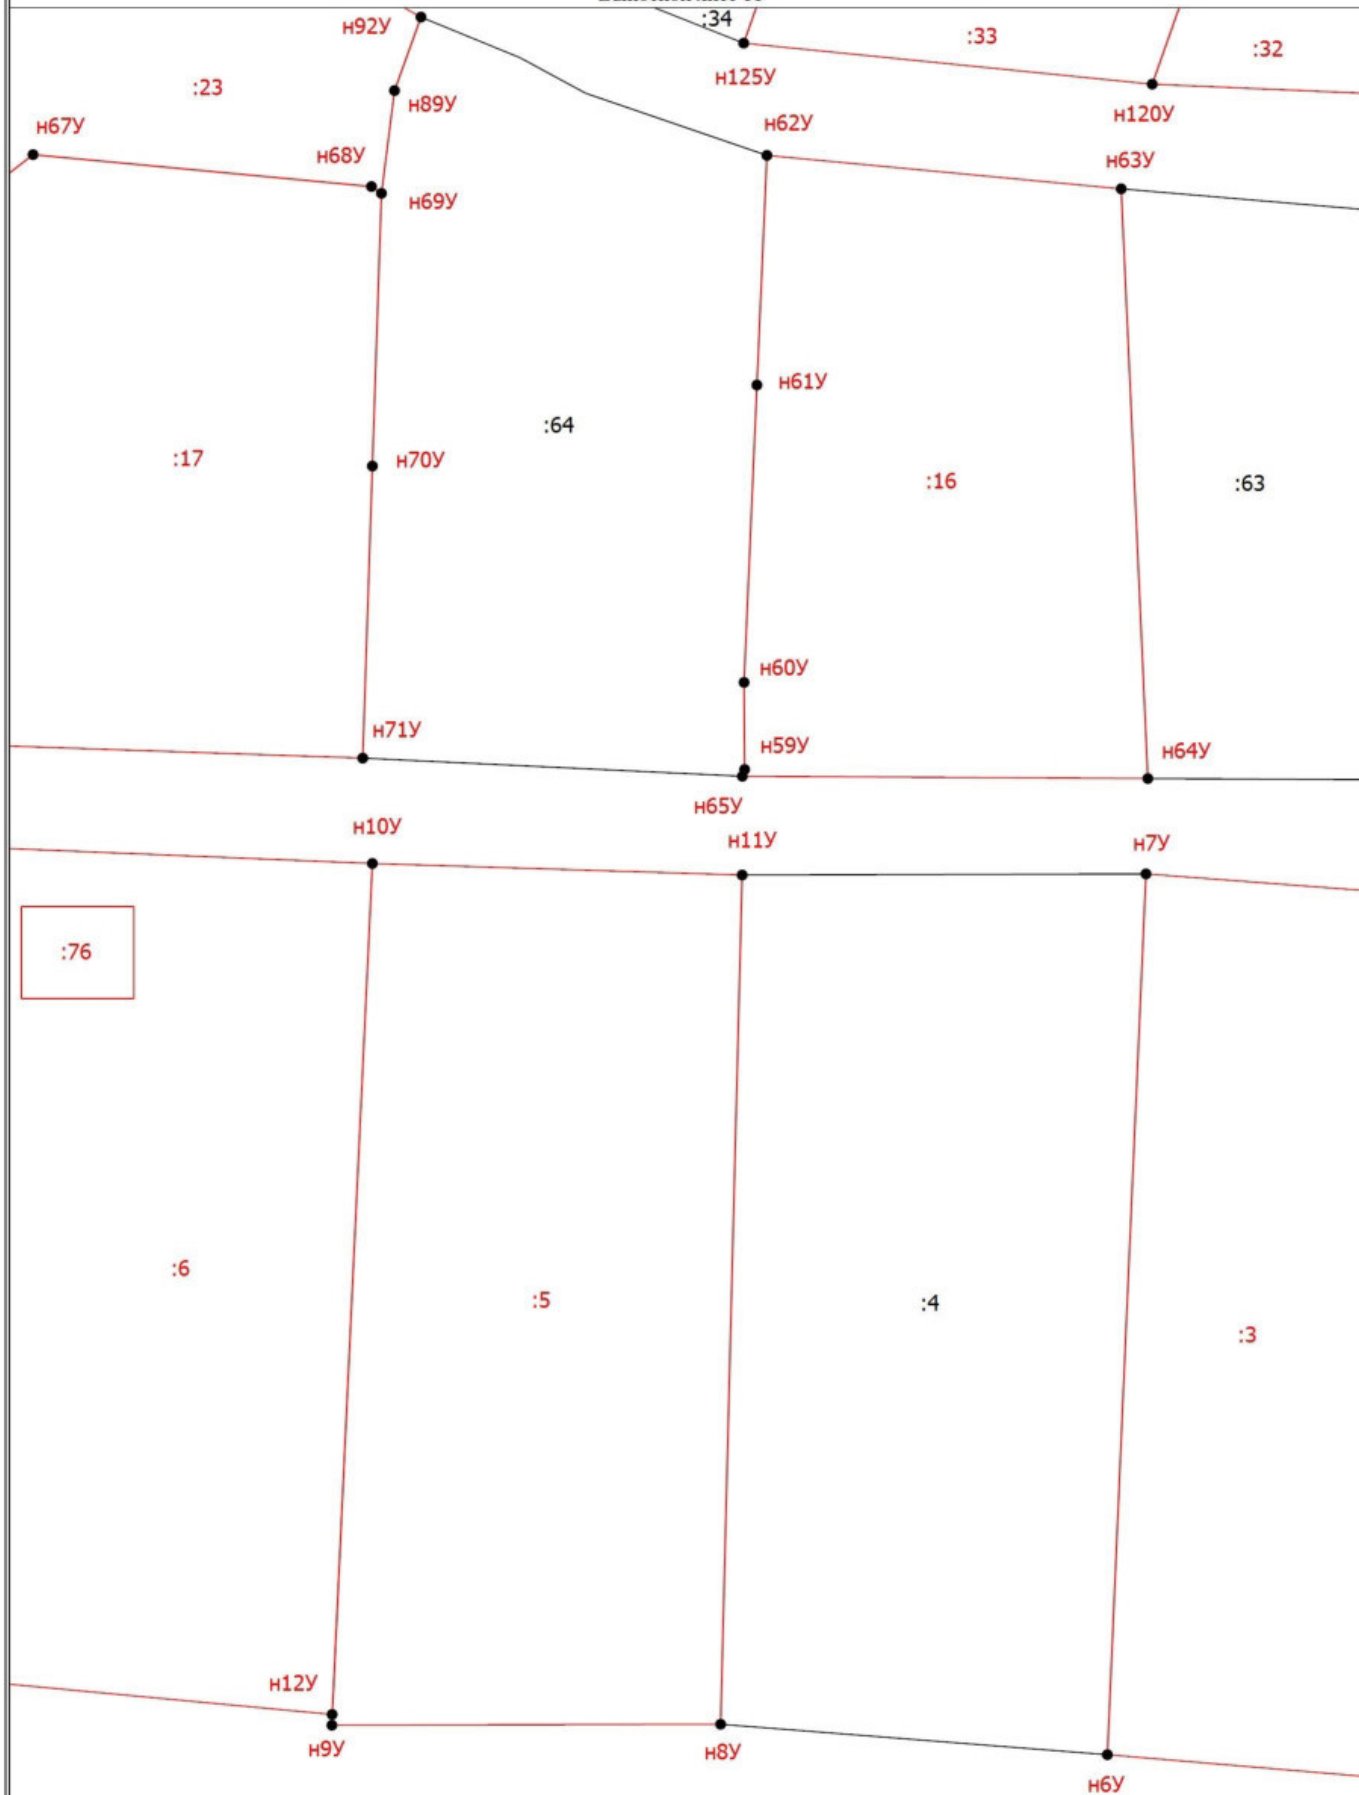 :34
н92У
:33
:32
н125У
:23
н89У
н120У
н67У
н62У
н68У
н63У
н69У
н61У
:64
:17
н70У
:16
:63
н60У
н71У
н59У
н64У
н65У
н10У
н11У
н7У
:76
:6
:5
:4
:3
н12У
н9У
н8У
н6У